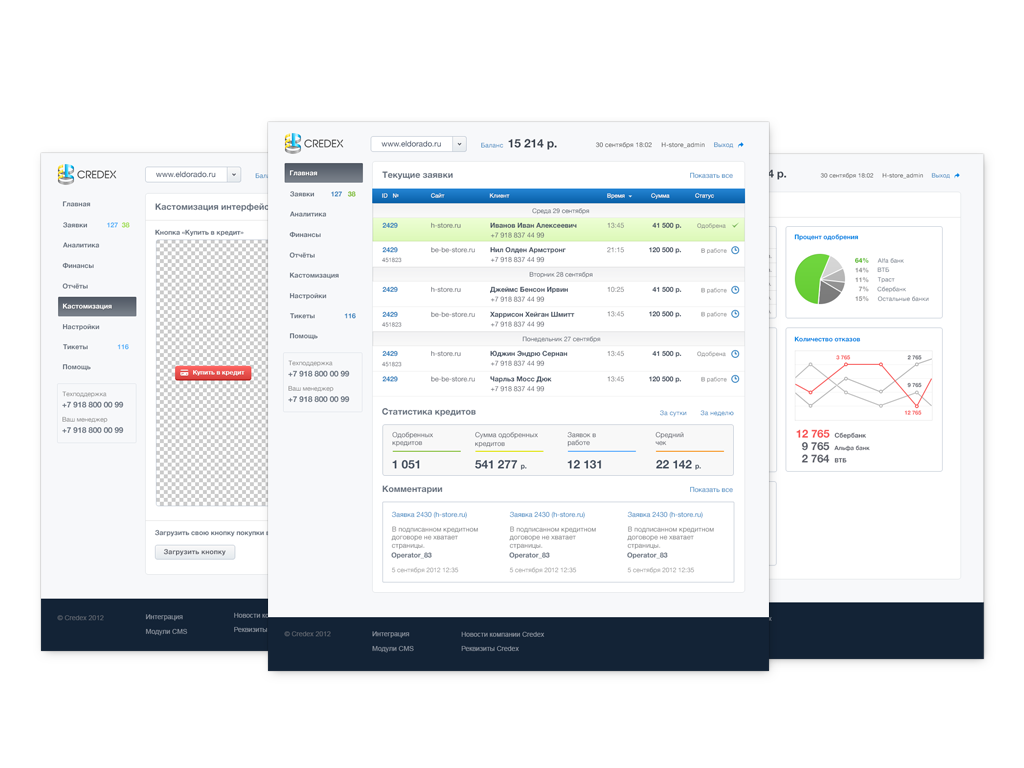 CREDEX
www.eldorado.ru
Главная
Заявки 127 38
Аналитика
Финансы
Отчёты
Кастомизация
Настройки
Тикеты 116
Помощь
Техподдержка
+7 918 800 00 99
Ваш менеджер
+7 918 800 00 99
Кнопка «Купить в кредит»
Купить в кредит
Загрузить свою кнопку покупки
Загрузить кнопку
© Credex 2012
Интеграция
Модули CMS
Новости
Реквизиты
CREDEX
www.eldorado.ru
Баланс 15 214 р.
30 сентября 18:02 H-store_admin Выход
Главная
Заявки 127 38
Аналитика
Финансы
Отчёты
Кастомизация
Настройки
Тикеты 116
Помощь
Техподдержка
+7 918 800 00 99
Ваш менеджер
+7 918 800 00 99
Текущие заявки Показать все
ID № Сайт Клиент Время Сумма Статус
Среда 29 сентября
2429 h-store.ru Иванов Иван Алексеевич 13:45 41 500 р. Одобрена
+7 918 837 44 99
2429 be-be-store.ru Нил Олден Армстронг 21:15 120 500 р. В работе
451823 +7 918 837 44 99
Вторник 28 сентября
2429 h-store.ru Джеймс Бенсон Ирвин 10:25 41 500 р. В работе
+7 918 837 44 99
2429 be-be-store.ru Харрисон Хейган Шмитт 13:45 120 500 р. В работе
451823 +7 918 837 44 99
Понедельник 27 сентября
2429 h-store.ru Юджин Эндрю Сернан 13:45 41 500 р. Одобрена
451823 +7 918 837 44 99
2429 be-be-store.ru Чарльз Мосс Дюк 13:45 120 500 р. В работе
+7 918 837 44 99
Статистика кредитов За сутки За неделю
Одобренных кредитов
1 051
Сумма одобренных кредитов
541 277 р.
Заявок в работе
12 131
Средний чек
22 142 р.
Комментарии Показать все
Заявка 2430 (h-store.ru)
В подписанном кредитном
договоре не хватает
страницы.
Operator_83
5 сентября 2012 12:35
Заявка 2430 (h-store.ru)
В подписанном кредитном
договоре не хватает
страницы.
Operator_83
5 сентября 2012 12:35
Заявка 2430 (h-store.ru)
В подписанном кредитном
договоре не хватает
страницы.
Operator_83
5 сентября 2012 12:35
© Credex 2012
Интеграция
Модули CMS
Новости компании Credex
Реквизиты Credex
4 р.
30 сентября 18:02 H-store_admin Выход
Процент одобрения
64% Alfa банк
14% ВТБ
11% Траст
7% Сбербанк
15% Остальные банки
Количество отказов
3 765
2 765
9 765
12 765
12 765 Сбербанк
9 765 Альфа банк
2 764 ВТБ